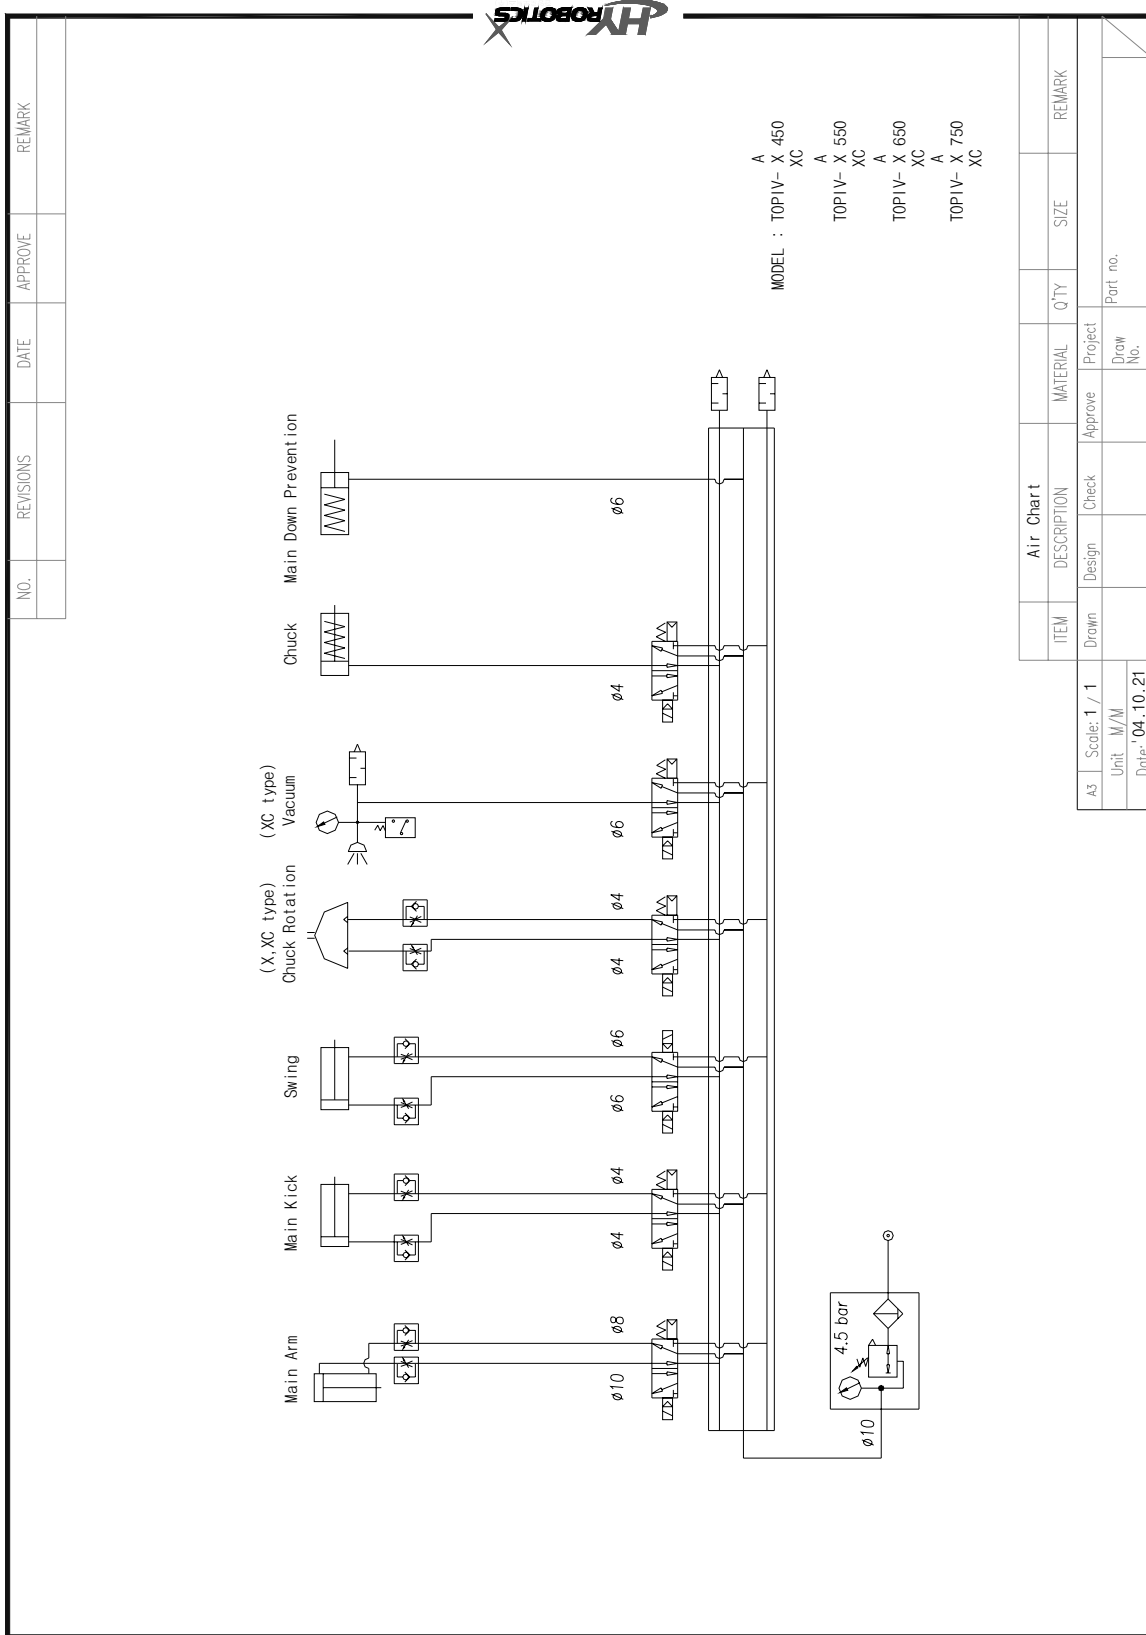 HY ROBOTICS
NO. REVISIONS DATE APPROVE REMARK
(X,XC type) (XC type)
Main Arm Main Kick Swing Chuck Rotation Vacuum Chuck Main Down Prevention
ø10 ø8 ø4 ø4 ø6 ø6 ø4 ø4 ø6 ø4 ø6
4.5 bar
ø10
A
MODEL : TOPIV- X 450
XC
A
TOPIV- X 550
XC
A
TOPIV- X 650
XC
A
TOPIV- X 750
XC
Air Chart
ITEM DESCRIPTION MATERIAL Q'TY SIZE REMARK
A3 Scale: 1 / 1 Drawn Design Check Approve Project
Unit M/M Draw No. Part no.
Date: '04.10.21